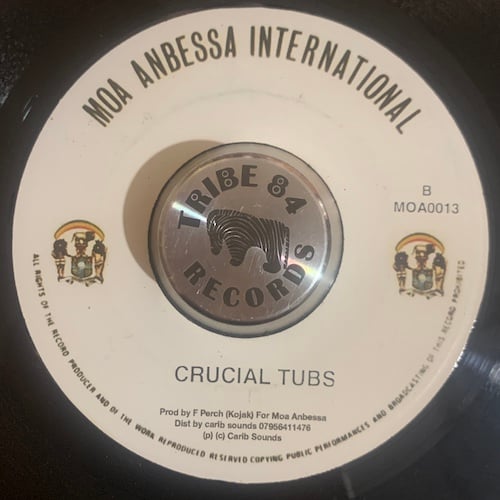 MOA ANBESSA INTERNATIONAL
B
MOA0013
TRIBE 84
RECORDS
CRUCIAL TUBS
Prod by F Perch (Kojak) For Moa Anbessa
Dist by carib sounds 07956411476
(p) (c) Carib Sounds
ALL RIGHTS OF THE RECORD PRODUCER AND OF THE WORK REPRODUCED RESERVED COPYING PUBLIC PERFORMANCES AND BROADCASTING OF THIS RECORD PROHIBITED